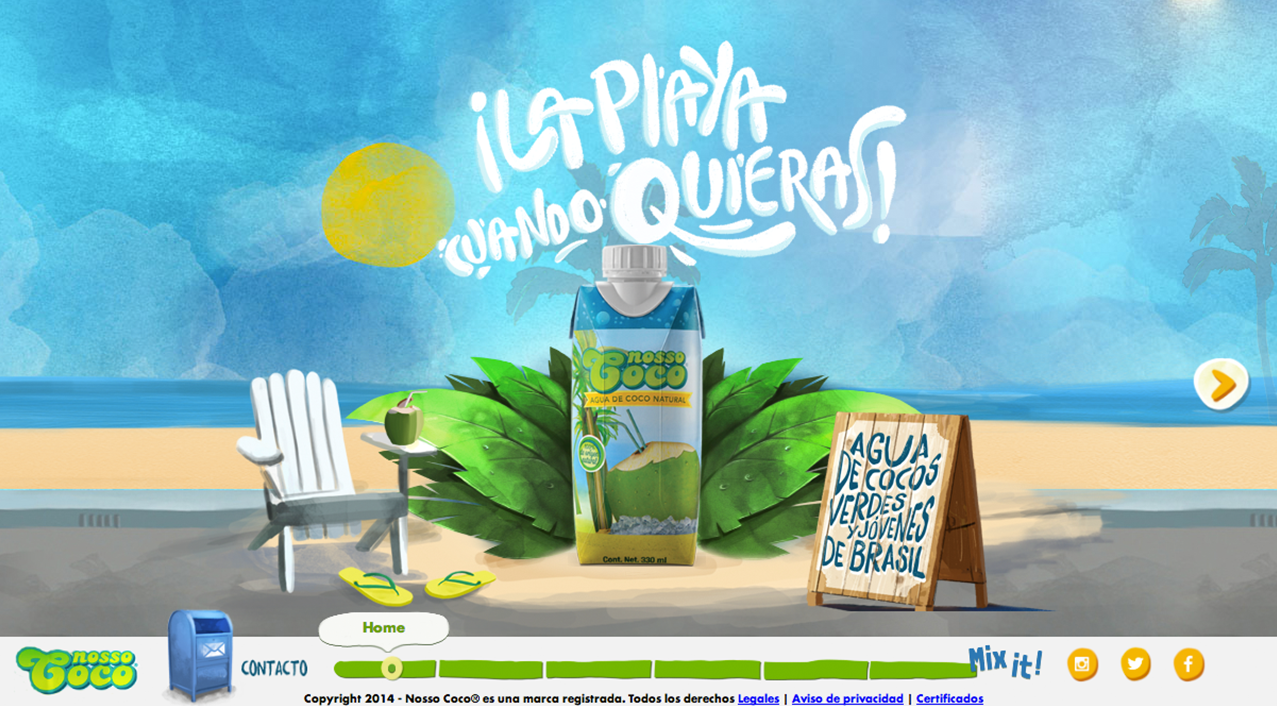 ¡LA PLAYA
CUANDO QUIERAS!
nosso
Coco
AGUA DE COCO NATURAL
Cont. Net. 330 ml
AGUA
DE COCOS
VERDES
y JÓVENES
DE BRASIL
Home
nosso
Coco
CONTACTO
Mix it!
Copyright 2014 - Nosso Coco® es una marca registrada. Todos los derechos Legales | Aviso de privacidad | Certificados